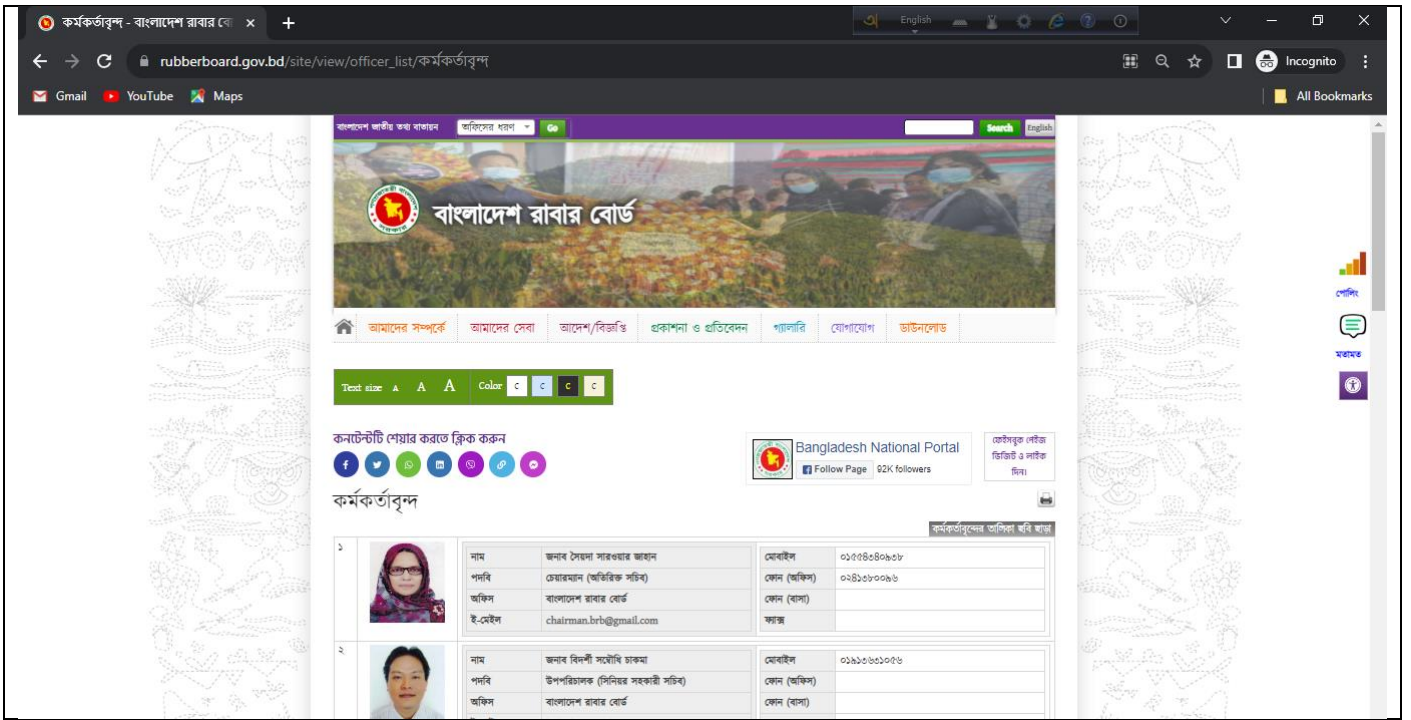 কর্মকর্তাবৃন্দ - বাংলাদেশ রাবার বো
English
rubberboard.gov.bd/site/view/officer_list/কর্মকর্তাবৃন্দ
Incognito
Gmail YouTube Maps
All Bookmarks
বাংলাদেশ জাতীয় তথ্য বাতায়ন
অফিসের ধরণ Go
Search English
বাংলাদেশ রাবার বোর্ড
আমাদের সম্পর্কে আমাদের সেবা আদেশ/বিজ্ঞপ্তি প্রকাশনা ও প্রতিবেদন গ্যালারি যোগাযোগ ডাউনলোড
পোলিং
মতামত
Text size A A A Color C C C C
কনটেন্টটি শেয়ার করতে ক্লিক করুন
Bangladesh National Portal
Follow Page 92K followers
ফেইসবুক পেইজ
ভিজিট ও লাইক
দিন।
কর্মকর্তাবৃন্দ
কর্মকর্তাবৃন্দের তালিকা ছবি ছাড়া
১
নাম জনাব সৈয়দা সারওয়ার জাহান মোবাইল ০১৫৫৪৩৪০৯৩৮
পদবি চেয়ারম্যান (অতিরিক্ত সচিব) ফোন (অফিস) ০২৪১৩৮০০৯৬
অফিস বাংলাদেশ রাবার বোর্ড ফোন (বাসা)
ই-মেইল chairman.brb@gmail.com ফ্যাক্স
২
নাম জনাব বিদর্শী সম্বোধি চাকমা মোবাইল ০১৯১৩৬৩১০৫৬
পদবি উপপরিচালক (সিনিয়র সহকারী সচিব) ফোন (অফিস)
অফিস বাংলাদেশ রাবার বোর্ড ফোন (বাসা)